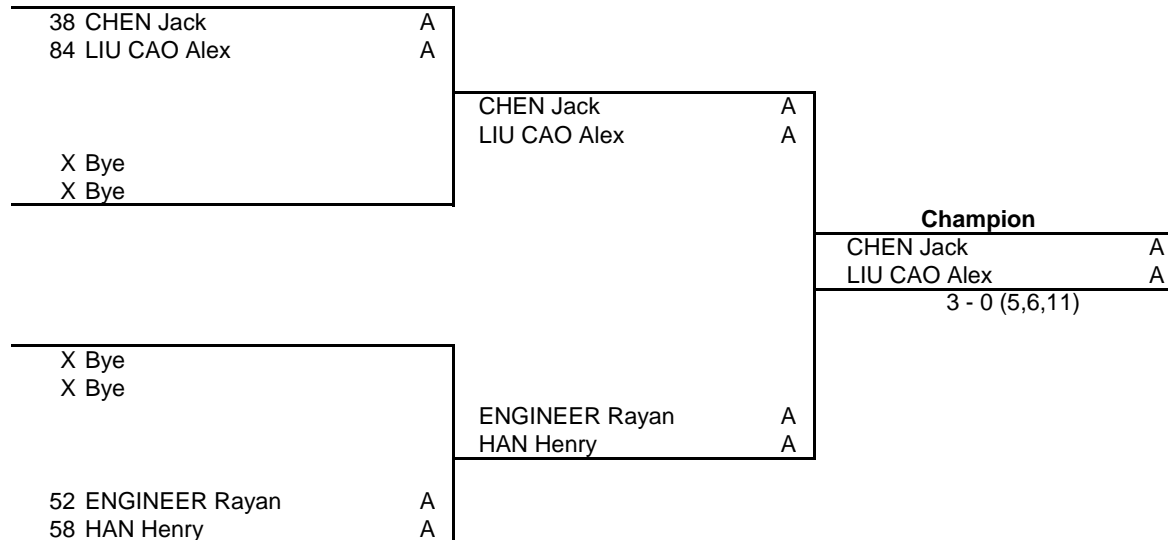 38 CHEN Jack A
84 LIU CAO Alex A
CHEN Jack A
LIU CAO Alex A
X Bye
X Bye
Champion
CHEN Jack A
LIU CAO Alex A
3 - 0 (5,6,11)
X Bye
X Bye
ENGINEER Rayan A
HAN Henry A
52 ENGINEER Rayan A
58 HAN Henry A